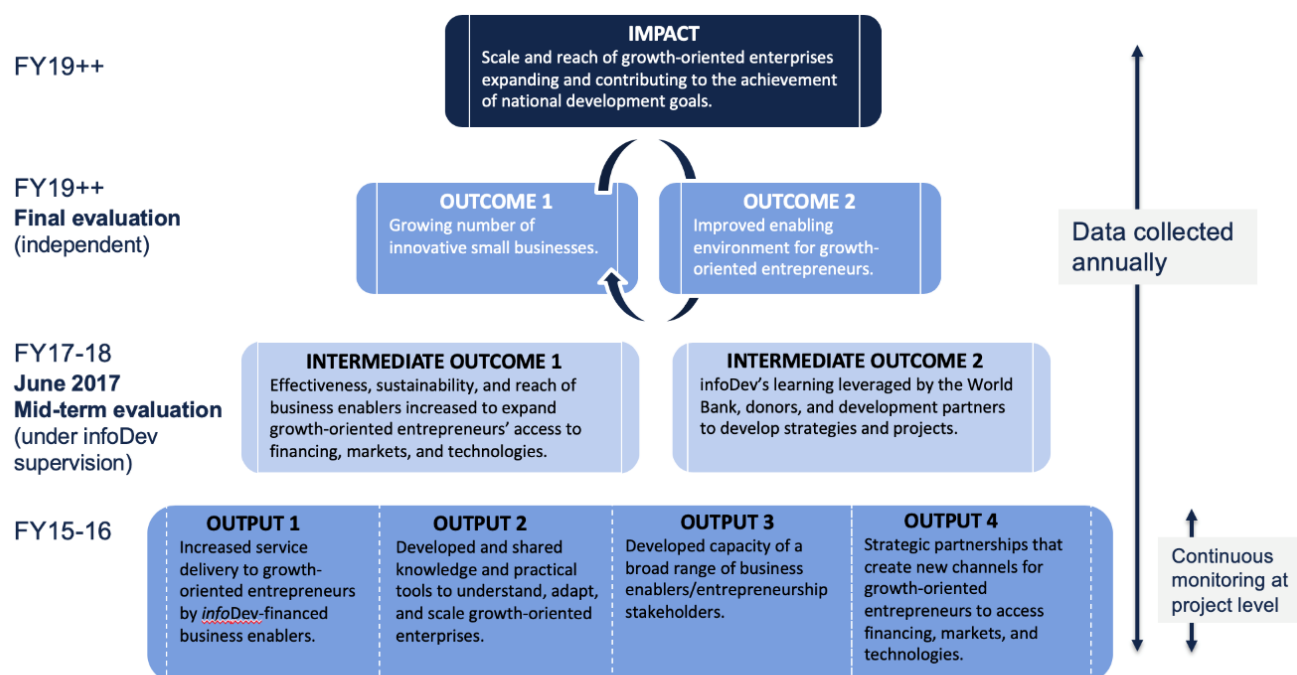 FY19++
IMPACT
Scale and reach of growth-oriented enterprises
expanding and contributing to the achievement
of national development goals.
FY19++
Final evaluation
(independent)
OUTCOME 1
Growing number of
innovative small businesses.
OUTCOME 2
Improved enabling
environment for growth-
oriented entrepreneurs.
Data collected
annually
FY17-18
June 2017
Mid-term evaluation
(under infoDev
supervision)
INTERMEDIATE OUTCOME 1
Effectiveness, sustainability, and reach of
business enablers increased to expand
growth-oriented entrepreneurs’ access to
financing, markets, and technologies.
INTERMEDIATE OUTCOME 2
infoDev’s learning leveraged by the World
Bank, donors, and development partners
to develop strategies and projects.
FY15-16
OUTPUT 1
Increased service
delivery to growth-
oriented entrepreneurs
by infoDev-financed
business enablers.
OUTPUT 2
Developed and shared
knowledge and practical
tools to understand, adapt,
and scale growth-oriented
enterprises.
OUTPUT 3
Developed capacity of a
broad range of business
enablers/entrepreneurship
stakeholders.
OUTPUT 4
Strategic partnerships that
create new channels for
growth-oriented
entrepreneurs to access
financing, markets, and
technologies.
Continuous
monitoring at
project level